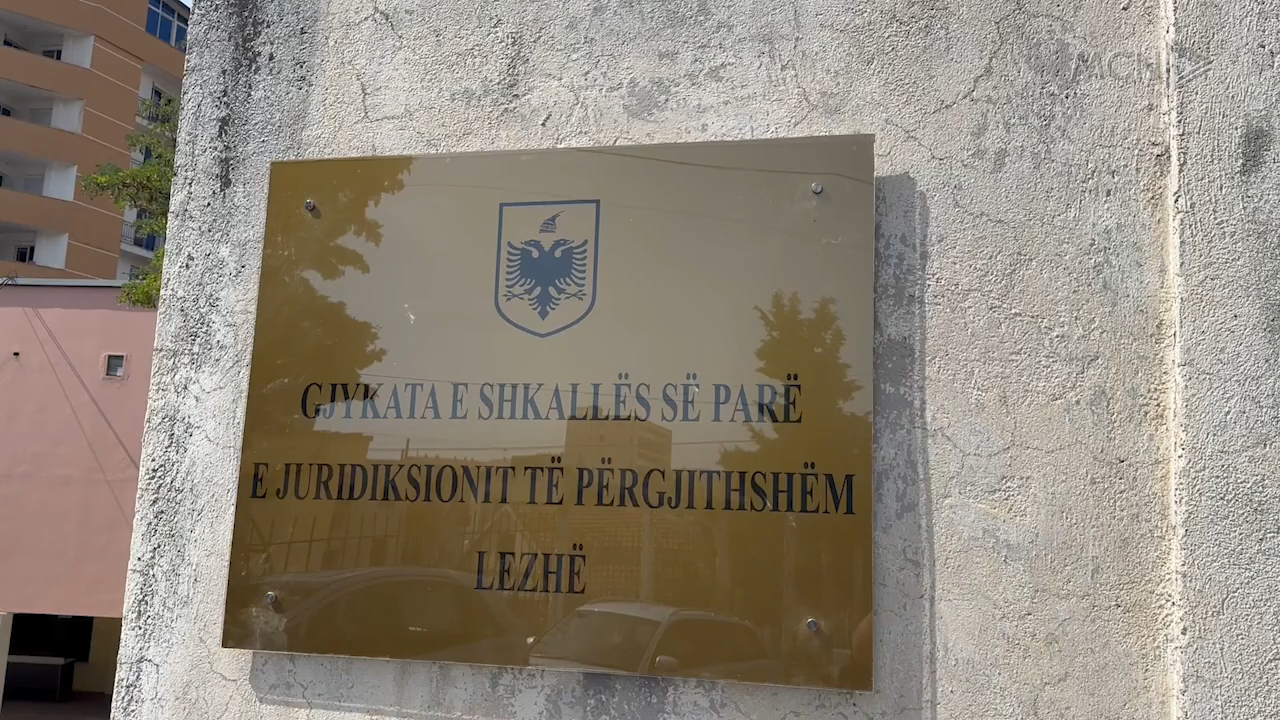 GJYKATA E SHKALLËS SË PARË
E JURIDIKSIONIT TË PËRGJITHSHËM
LEZHË